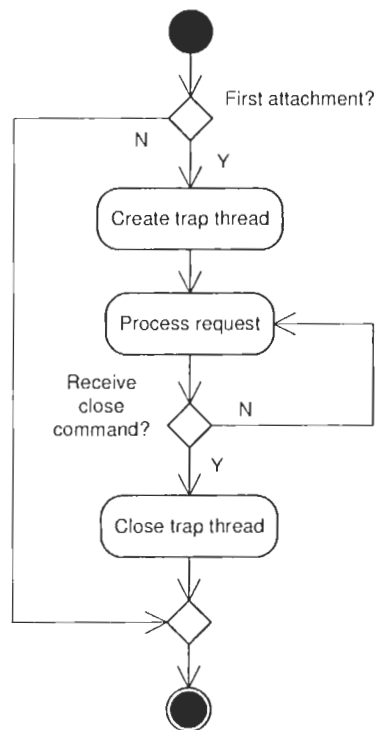 First attachment?
N
Y
Create trap thread
Process request
Receive
close
command?
N
Y
Close trap thread